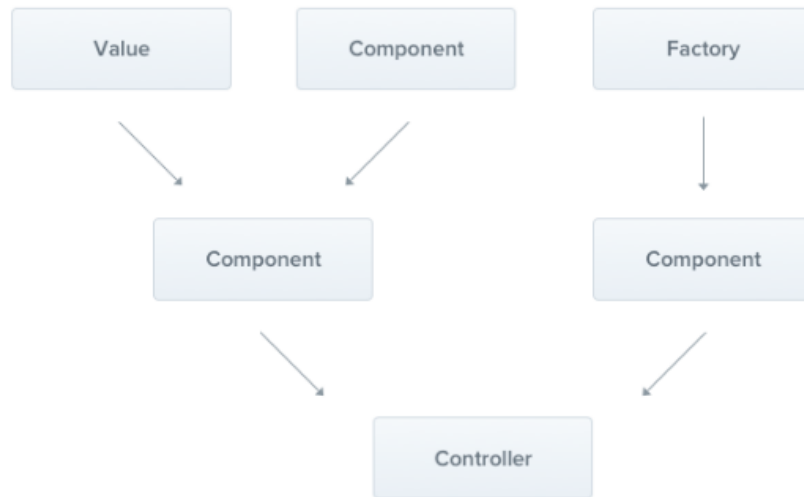 Value
Component
Factory
Component
Component
Controller